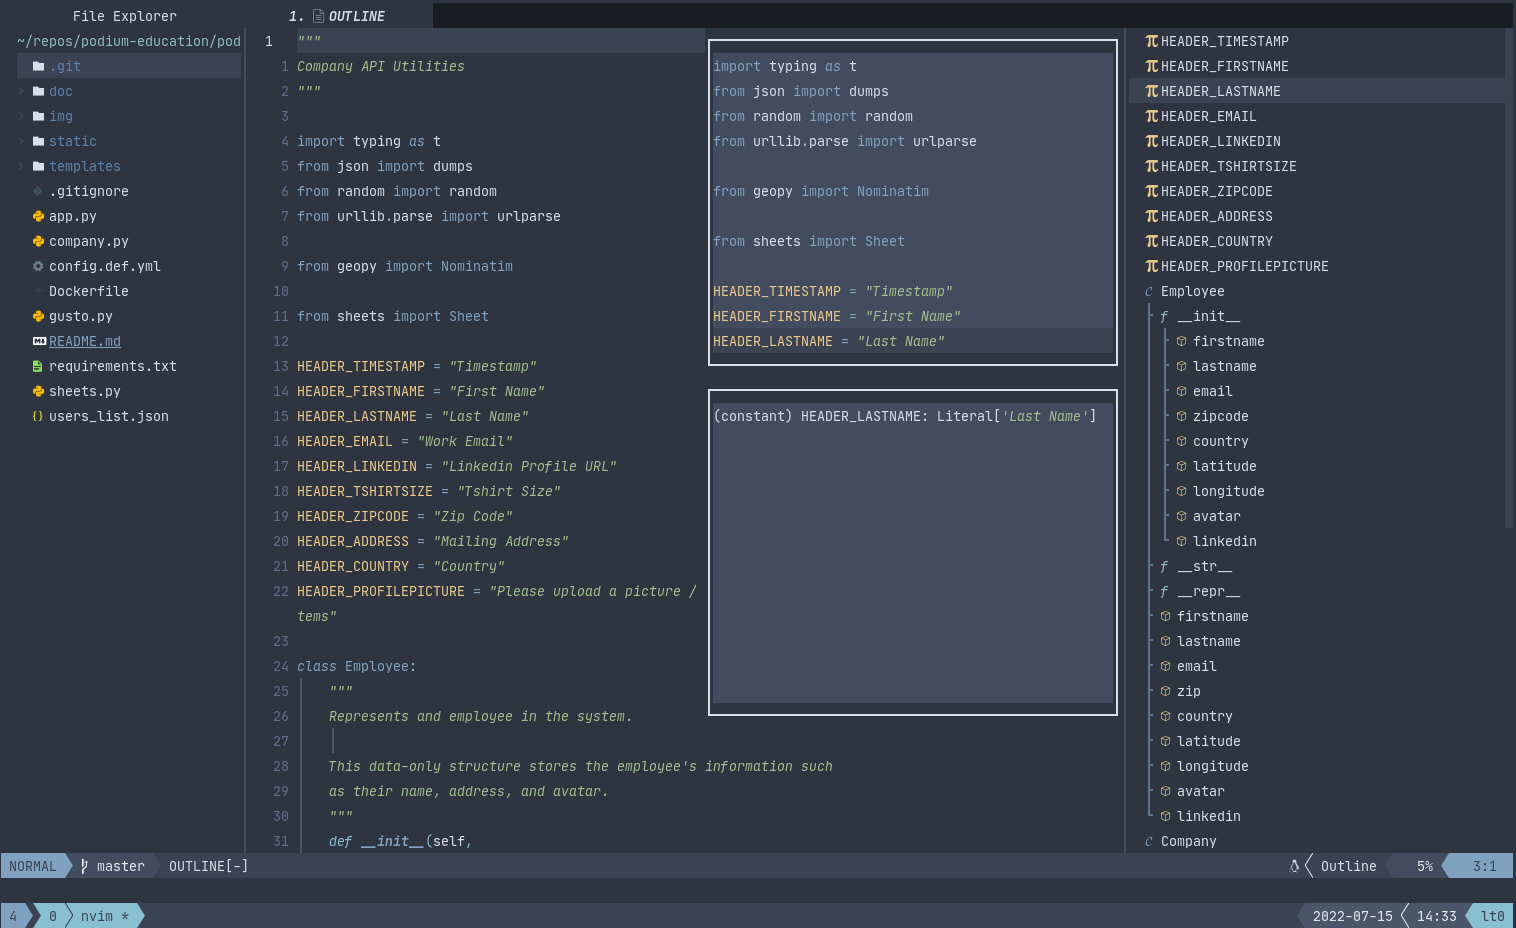 File Explorer
~/repos/podium-education/pod
.git
doc
img
static
templates
.gitignore
app.py
company.py
config.def.yml
Dockerfile
gusto.py
README.md
requirements.txt
sheets.py
users_list.json
1. OUTLINE
1 """
1 Company API Utilities
2 """
3
4 import typing as t
5 from json import dumps
6 from random import random
7 from urllib.parse import urlparse
8
9 from geopy import Nominatim
10
11 from sheets import Sheet
12
13 HEADER_TIMESTAMP = "Timestamp"
14 HEADER_FIRSTNAME = "First Name"
15 HEADER_LASTNAME = "Last Name"
16 HEADER_EMAIL = "Work Email"
17 HEADER_LINKEDIN = "Linkedin Profile URL"
18 HEADER_TSHIRTSIZE = "Tshirt Size"
19 HEADER_ZIPCODE = "Zip Code"
20 HEADER_ADDRESS = "Mailing Address"
21 HEADER_COUNTRY = "Country"
22 HEADER_PROFILEPICTURE = "Please upload a picture /
tems"
23
24 class Employee:
25 """
26 Represents and employee in the system.
27
28 This data-only structure stores the employee's information such
29 as their name, address, and avatar.
30 """
31 def __init__(self,
import typing as t
from json import dumps
from random import random
from urllib.parse import urlparse
from geopy import Nominatim
from sheets import Sheet
HEADER_TIMESTAMP = "Timestamp"
HEADER_FIRSTNAME = "First Name"
HEADER_LASTNAME = "Last Name"
(constant) HEADER_LASTNAME: Literal['Last Name']
HEADER_TIMESTAMP
HEADER_FIRSTNAME
HEADER_LASTNAME
HEADER_EMAIL
HEADER_LINKEDIN
HEADER_TSHIRTSIZE
HEADER_ZIPCODE
HEADER_ADDRESS
HEADER_COUNTRY
HEADER_PROFILEPICTURE
Employee
__init__
firstname
lastname
email
zipcode
country
latitude
longitude
avatar
linkedin
__str__
__repr__
firstname
lastname
email
zip
country
latitude
longitude
avatar
linkedin
Company
NORMAL master OUTLINE[-] Outline 5% 3:1
4 0 nvim * 2022-07-15 14:33 lt0